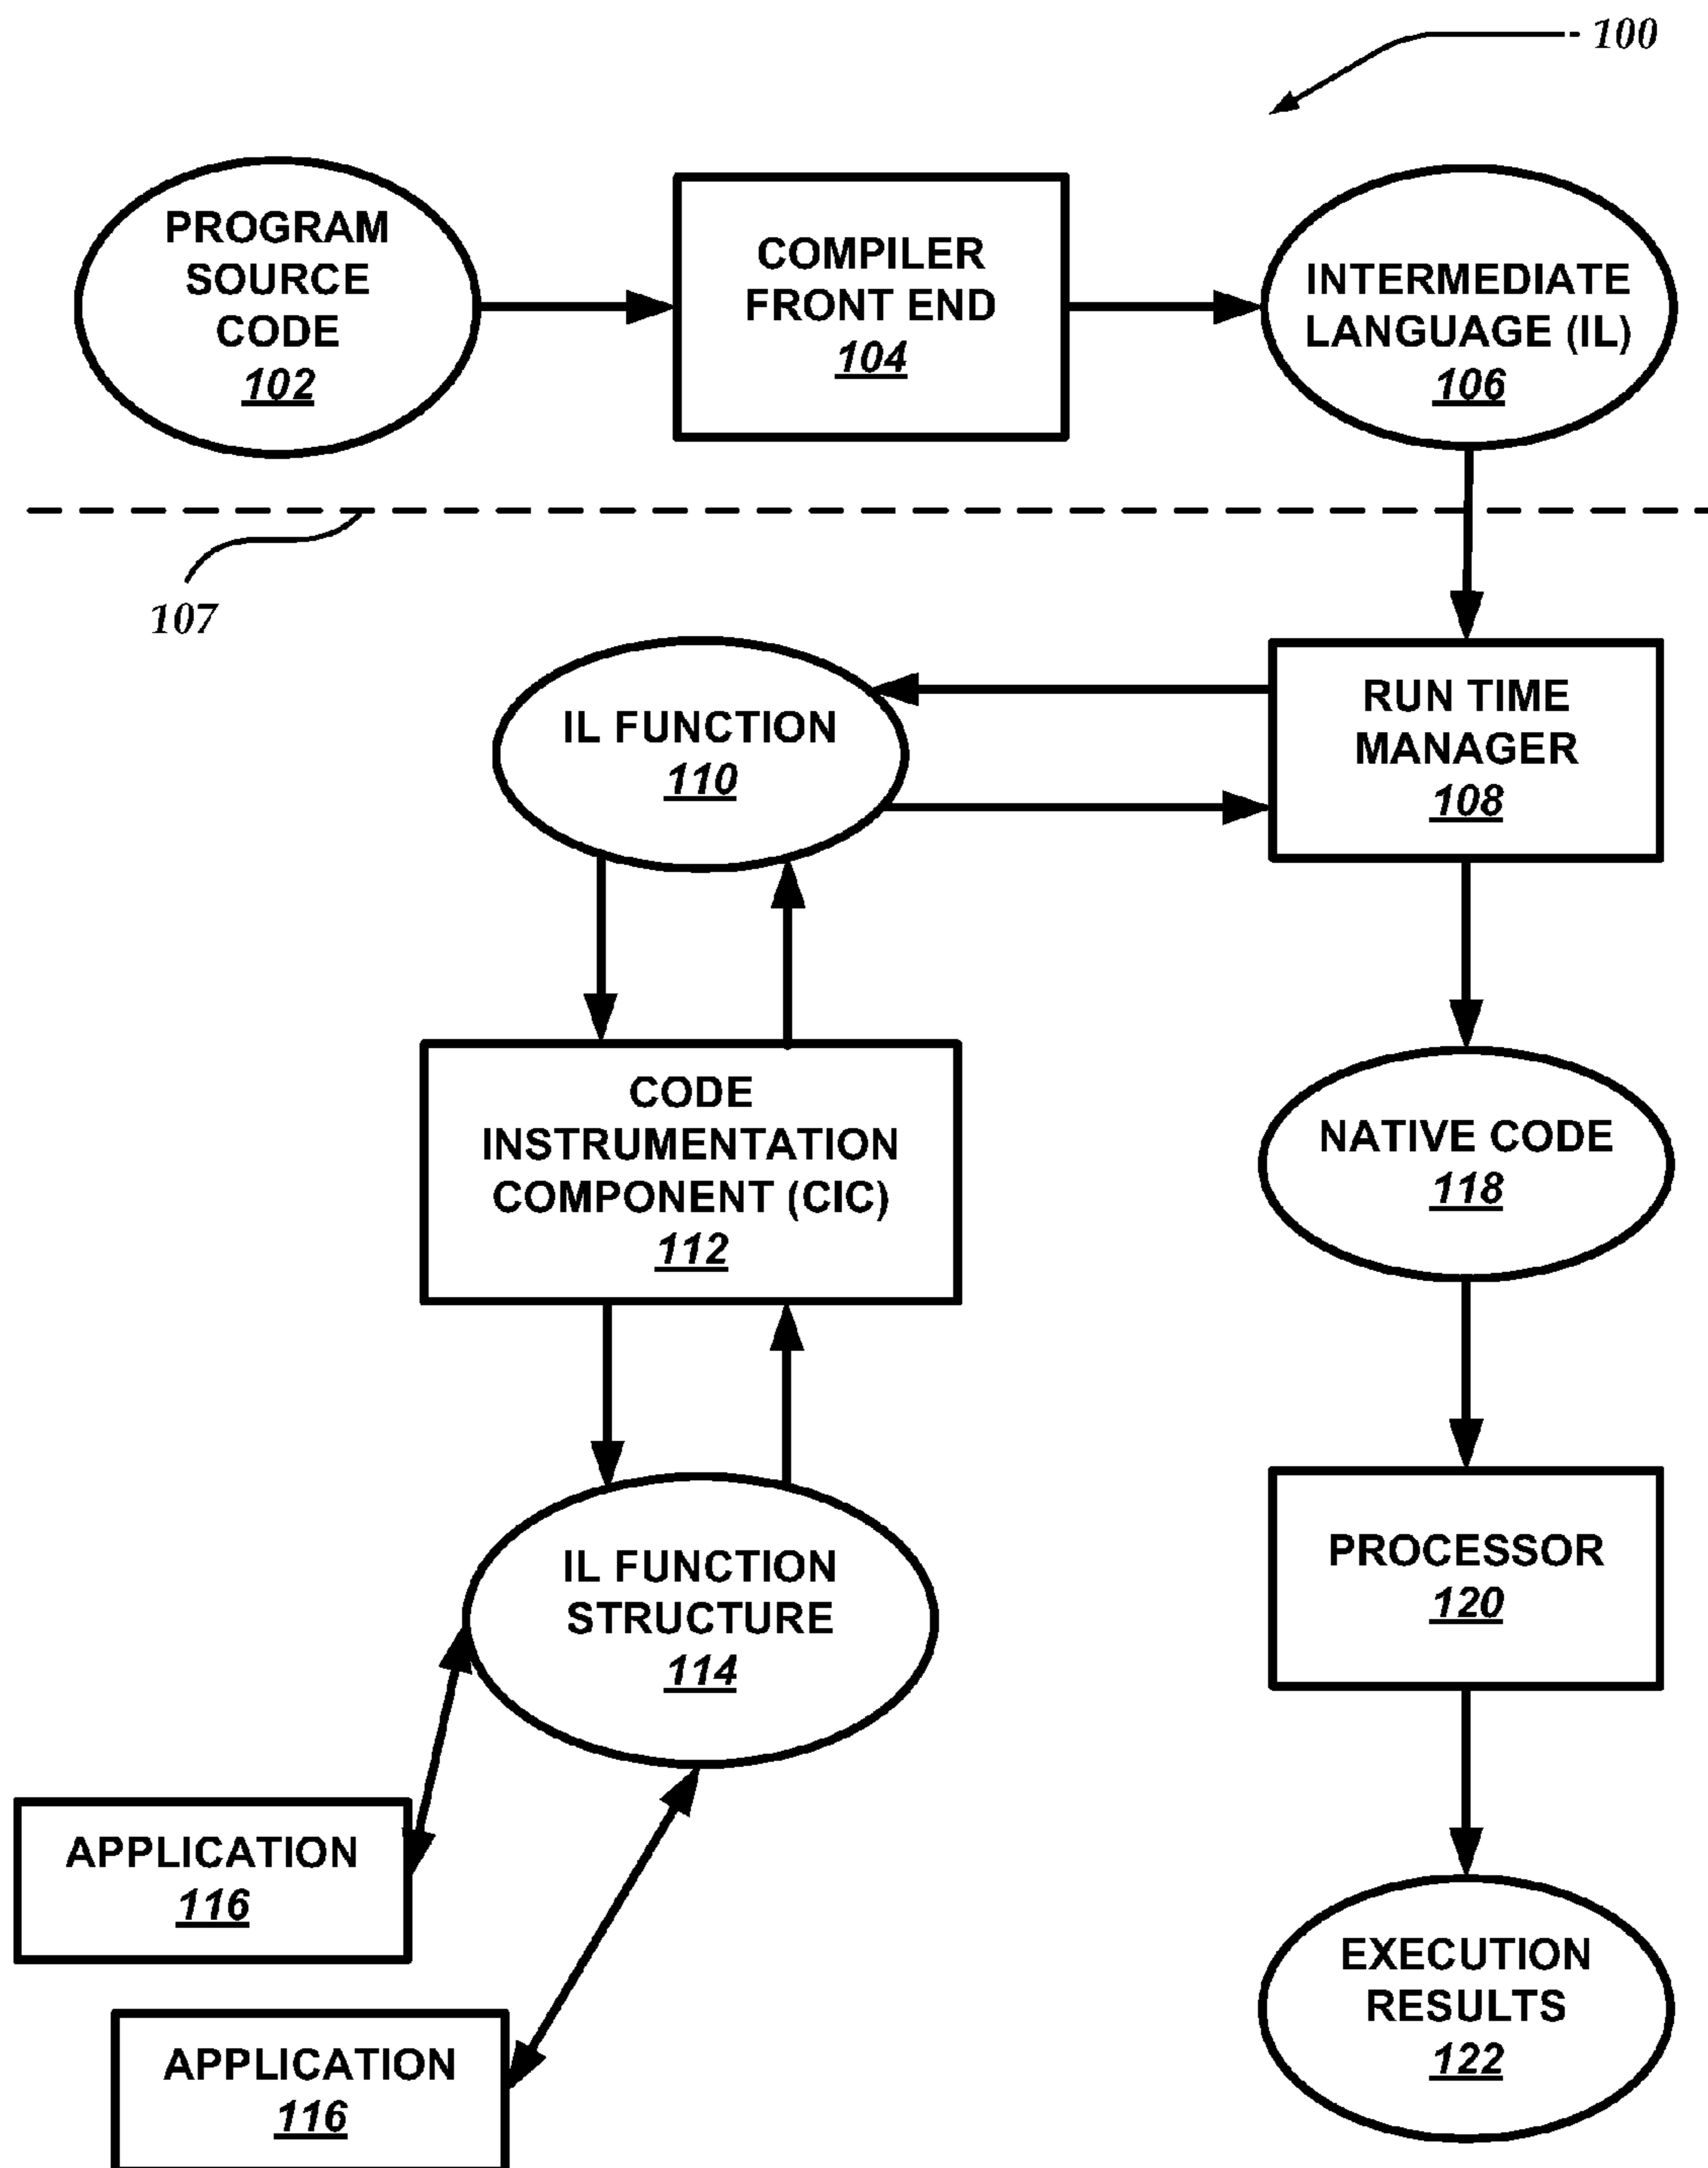 100
PROGRAM
SOURCE
CODE
102
COMPILER
FRONT END
104
INTERMEDIATE
LANGUAGE (IL)
106
107
IL FUNCTION
110
RUN TIME
MANAGER
108
CODE
INSTRUMENTATION
COMPONENT (CIC)
112
NATIVE CODE
118
IL FUNCTION
STRUCTURE
114
PROCESSOR
120
APPLICATION
116
APPLICATION
116
EXECUTION
RESULTS
122